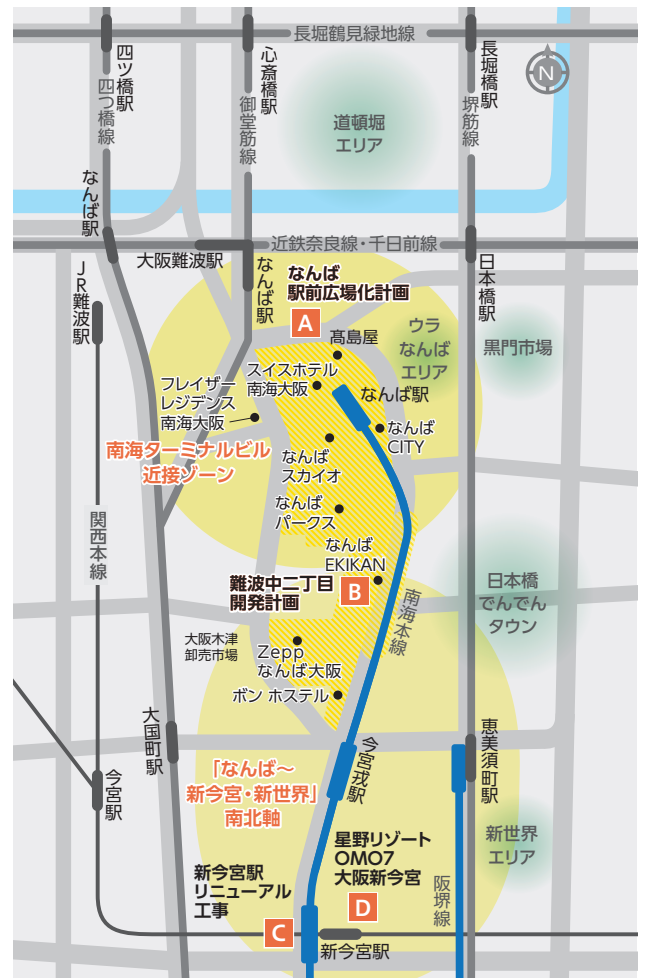 長堀鶴見緑地線
四ツ橋駅
四つ橋線
心斎橋駅
御堂筋線
長堀橋駅
堺筋線
N
道頓堀
エリア
なんば駅
近鉄奈良線・千日前線
大阪難波駅
なんば駅
日本橋駅
JR難波駅
なんば
駅前広場化計画
A
髙島屋
ウラ
なんば
エリア
黒門市場
スイスホテル
南海大阪
フレイザー
レジデンス
南海大阪
なんば駅
なんば
CITY
南海ターミナルビル
近接ゾーン
なんば
スカイオ
なんば
パークス
関西本線
なんば
EKIKAN
難波中二丁目
開発計画
B
南海本線
日本橋
でんでん
タウン
大阪木津
卸売市場
Zepp
なんば大阪
ボン ホステル
大国町駅
今宮駅
今宮戎駅
恵美須町駅
「なんば～
新今宮・新世界」
南北軸
新世界
エリア
星野リゾート
OMO7
大阪新今宮
D
新今宮駅
リニューアル
工事
C
阪堺線
新今宮駅